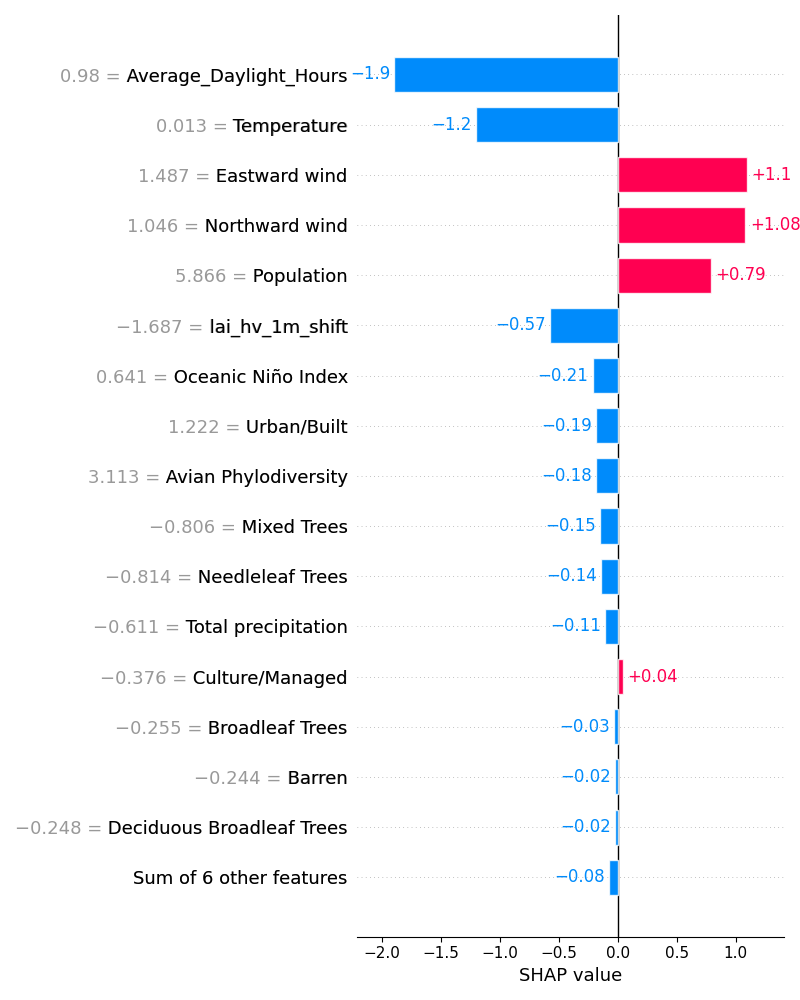 0.98 = Average_Daylight_Hours −1.9
0.013 = Temperature −1.2
1.487 = Eastward wind +1.1
1.046 = Northward wind +1.08
5.866 = Population +0.79
−1.687 = lai_hv_1m_shift −0.57
0.641 = Oceanic Niño Index −0.21
1.222 = Urban/Built −0.19
3.113 = Avian Phylodiversity −0.18
−0.806 = Mixed Trees −0.15
−0.814 = Needleleaf Trees −0.14
−0.611 = Total precipitation −0.11
−0.376 = Culture/Managed +0.04
−0.255 = Broadleaf Trees −0.03
−0.244 = Barren −0.02
−0.248 = Deciduous Broadleaf Trees −0.02
Sum of 6 other features −0.08
−2.0 −1.5 −1.0 −0.5 0.0 0.5 1.0
SHAP value